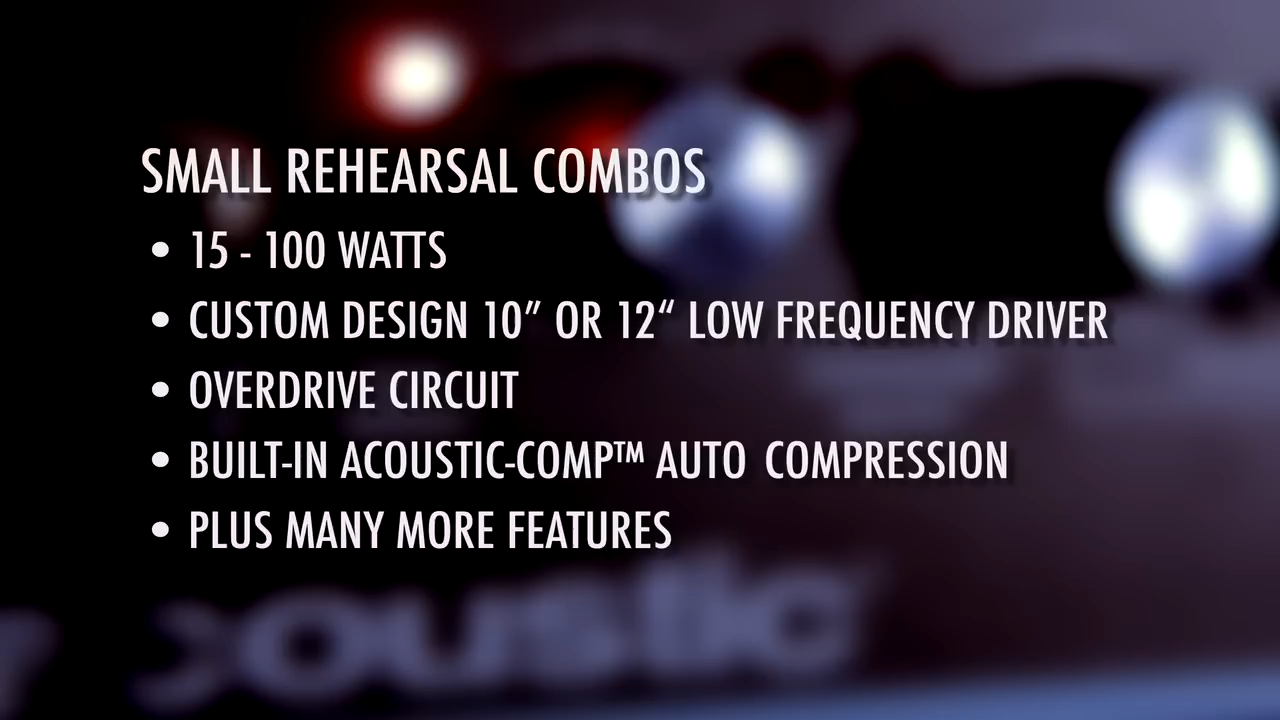 SMALL REHEARSAL COMBOS
• 15 - 100 WATTS
• CUSTOM DESIGN 10” OR 12“ LOW FREQUENCY DRIVER
• OVERDRIVE CIRCUIT
• BUILT-IN ACOUSTIC-COMP™ AUTO COMPRESSION
• PLUS MANY MORE FEATURES
coustic